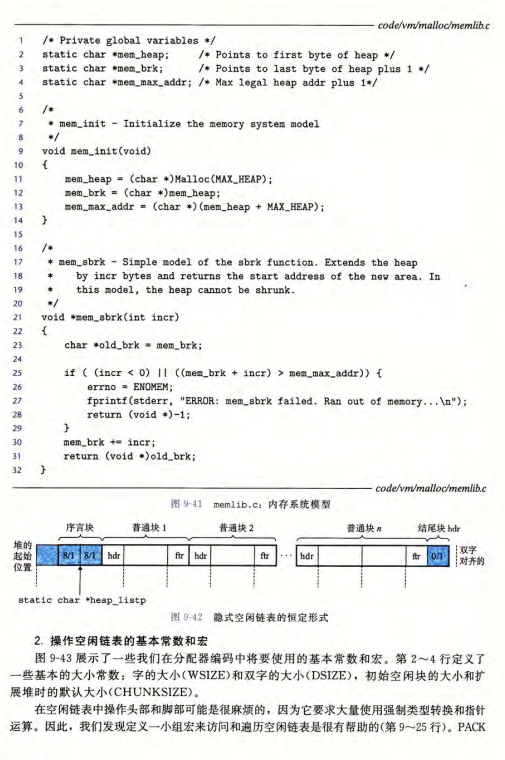 code/vm/malloc/memlib.c
1 /* Private global variables */
2 static char *mem_heap; /* Points to first byte of heap */
3 static char *mem_brk; /* Points to last byte of heap plus 1 */
4 static char *mem_max_addr; /* Max legal heap addr plus 1*/
5
6 /*
7 * mem_init - Initialize the memory system model
8 */
9 void mem_init(void)
10 {
11 mem_heap = (char *)Malloc(MAX_HEAP);
12 mem_brk = (char *)mem_heap;
13 mem_max_addr = (char *)(mem_heap + MAX_HEAP);
14 }
15
16 /*
17 * mem_sbrk - Simple model of the sbrk function. Extends the heap
18 * by incr bytes and returns the start address of the new area. In
19 * this model, the heap cannot be shrunk.
20 */
21 void *mem_sbrk(int incr)
22 {
23 char *old_brk = mem_brk;
24
25 if ( (incr < 0) || ((mem_brk + incr) > mem_max_addr)) {
26 errno = ENOMEM;
27 fprintf(stderr, "ERROR: mem_sbrk failed. Ran out of memory...\n");
28 return (void *)-1;
29 }
30 mem_brk += incr;
31 return (void *)old_brk;
32 }
code/vm/malloc/memlib.c
图 9-41 memlib.c：内存系统模型
序言块 普通块 1 普通块 2 普通块 n 结尾块 hdr
堆的
起始
位置
8/1 8/1 hdr ftr hdr ftr … hdr ftr 0/1
双字
对齐的
static char *heap_listp
图 9-42 隐式空闲链表的恒定形式
2. 操作空闲链表的基本常数和宏
图 9-43 展示了一些我们在分配器编码中将要使用的基本常数和宏。第 2～4 行定义了
一些基本的大小常数：字的大小(WSIZE)和双字的大小(DSIZE)，初始空闲块的大小和扩
展堆时的默认大小(CHUNKSIZE)。
在空闲链表中操作头部和脚部可能是很麻烦的，因为它要求大量使用强制类型转换和指针
运算。因此，我们发现定义一小组宏来访问和遍历空闲链表是很有帮助的(第 9～25 行)。PACK